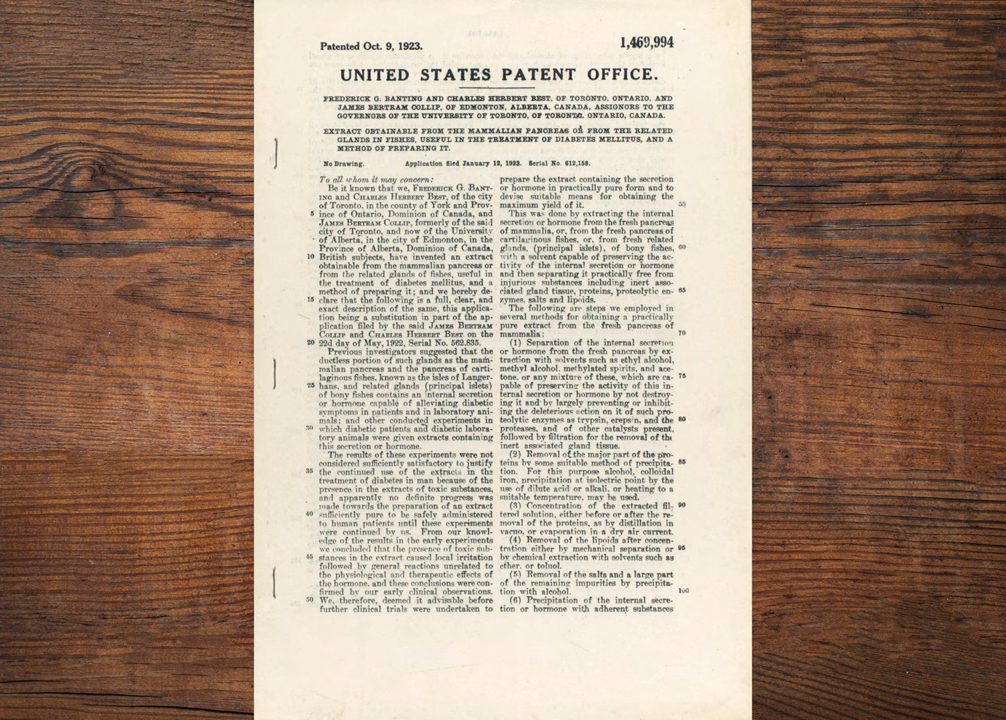 Patented Oct. 9, 1923.
1,469,994
UNITED STATES PATENT OFFICE.
FREDERICK G. BANTING AND CHARLES HERBERT BEST, OF TORONTO, ONTARIO, AND
JAMES BERTRAM COLLIP, OF EDMONTON, ALBERTA, CANADA, ASSIGNORS TO THE
GOVERNORS OF THE UNIVERSITY OF TORONTO, OF TORONTO, ONTARIO, CANADA.
EXTRACT OBTAINABLE FROM THE MAMMALIAN PANCREAS OR FROM THE RELATED
GLANDS IN FISHES, USEFUL IN THE TREATMENT OF DIABETES MELLITUS, AND A
METHOD OF PREPARING IT.
No Drawing. Application filed January 12, 1923. Serial No. 612,158.
To all whom it may concern:
Be it known that we, FREDERICK G. BANT-
ING and CHARLES HERBERT BEST, of the city
of Toronto, in the county of York and Prov-
5 ince of Ontario, Dominion of Canada, and
JAMES BERTRAM COLLIP, formerly of the said
city of Toronto, and now of the University
of Alberta, in the city of Edmonton, in the
Province of Alberta, Dominion of Canada,
10 British subjects, have invented an extract
obtained from the mammalian pancreas or
from the related glands of fishes, useful in
the treatment of diabetes mellitus, and a
method of preparing it; and we hereby de-
15 clare that the following is a full, clear, and
exact description of the same, this applica-
tion being a substitution in part of the ap-
plication filed by the said JAMES BERTRAM
COLLIP and CHARLES HERBERT BEST on the
20 22d day of May, 1922, Serial No. 562,835.
Previous investigators suggested that the
ductless portion of such glands as the mam-
malian pancreas and the pancreas of carti-
laginous fishes, known as the isles of Langer-
25 hans, and related glands (principal islets)
of bony fishes contains an internal secretion
or hormone capable of alleviating diabetic
symptoms in patients and in laboratory ani-
mals; and other conducted experiments in
30 which diabetic patients and diabetic labora-
tory animals were given extracts containing
this secretion or hormone.
The results of these experiments were not
considered sufficiently satisfactory to justify
35 the continued use of the extracts in the
treatment of diabetes in man because of the
presence in the extracts of toxic substances,
and apparently no definite progress was
made towards the preparation of an extract
40 sufficiently pure to be safely administered
to human patients until these experiments
were continued by us. From our knowl-
edge of the results in the early experiments
we concluded that the presence of toxic sub-
45 stances in the extract caused local irritation
followed by general reactions unrelated to
the physiological and therapeutic effects of
the hormone, and these conclusions were con-
firmed by our early clinical observations.
50 We, therefore, deemed it advisable before
further clinical trials were undertaken to
prepare the extract containing the secretion
or hormone in practically pure form and to
devise suitable means for obtaining the
maximum yield of it. 55
This was done by extracting the internal
secretion or hormone from the fresh pancreas
of mammalia, or, from the fresh pancreas of
cartilaginous fishes, or, from fresh related
glands, (principal islets), of bony fishes, 60
with a solvent capable of preserving the ac-
tivity of the internal secretion or hormone
and then separating it practically free from
injurious substances including inert asso-
ciated gland tissue, proteins, proteolytic en- 65
zymes, salts and lipoids.
The following are steps we employed in
several methods for obtaining a practically
pure extract from the fresh pancreas of
mammalia: 70
(1) Separation of the internal secretion
or hormone from the fresh pancreas by ex-
traction with solvents such as ethyl alcohol,
methyl alcohol, methylated spirits, and ace-
tone, or any mixture of these, which are ca- 75
pable of preserving the activity of this in-
ternal secretion or hormone by not destroy-
ing it and by largely preventing or inhibit-
ing the deleterious action on it of such pro-
teolytic enzymes as trypsin, erepsin, and the 80
proteases, and of other catalysts present,
followed by filtration for the removal of the
inert associated gland tissue.
(2) Removal of the major part of the pro-
teins by some suitable method of precipita- 85
tion. For this purpose alcohol, colloidal
iron, precipitation at isolectric point by the
use of dilute acid or alkali, or heating to a
suitable temperature, may be used.
(3) Concentration of the extracted fil- 90
tered solution, either before or after the re-
moval of the proteins, as by distillation in
vacuo, or evaporation in a dry air current.
(4) Removal of the lipoids after concen-
tration either by mechanical separation or 95
by chemical extraction with solvents such as
ether, or toluol.
(5) Removal of the salts and a large part
of the remaining impurities by precipita-
tion with alcohol. 100
(6) Precipitation of the internal secre-
tion or hormone with adherent substances